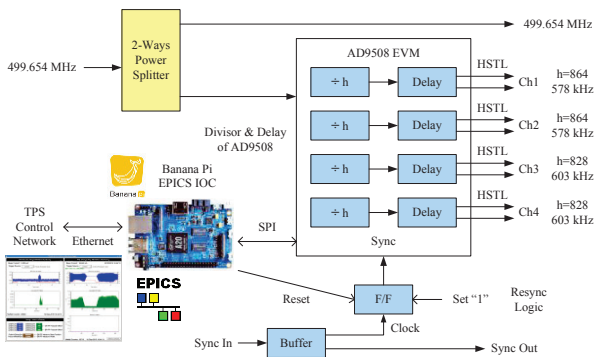 499.654 MHz
2-Ways
Power
Splitter
499.654 MHz
AD9508 EVM
÷ h
Delay
HSTL
Ch1
h=864
578 kHz
÷ h
Delay
HSTL
Ch2
h=864
578 kHz
÷ h
Delay
HSTL
Ch3
h=828
603 kHz
÷ h
Delay
HSTL
Ch4
h=828
603 kHz
Sync
Divisor & Delay
of AD9508
Banana Pi
EPICS IOC
Banana
TPS
Control
Network
Ethernet
A20
SPI
EPICS
Reset
F/F
Set “1”
Resync
Logic
Clock
Sync In
Buffer
Sync Out